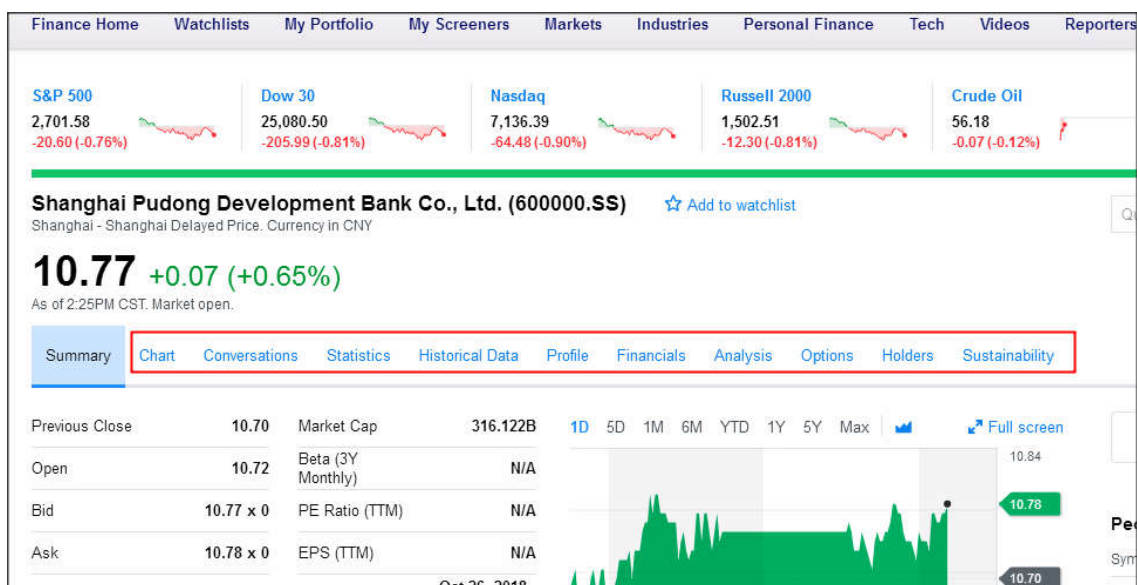 Finance Home Watchlists My Portfolio My Screeners Markets Industries Personal Finance Tech Videos Reporters
S&P 500 Dow 30 Nasdaq Russell 2000 Crude Oil
2,701.58 25,080.50 7,136.39 1,502.51 56.18
-20.60 (-0.76%) -205.99 (-0.81%) -64.48 (-0.90%) -12.30 (-0.81%) -0.07 (-0.12%)
Shanghai Pudong Development Bank Co., Ltd. (600000.SS) Add to watchlist
Shanghai - Shanghai Delayed Price. Currency in CNY
10.77 +0.07 (+0.65%)
As of 2:25PM CST. Market open.
Summary Chart Conversations Statistics Historical Data Profile Financials Analysis Options Holders Sustainability
Previous Close 10.70 Market Cap 316.122B 1D 5D 1M 6M YTD 1Y 5Y Max Full screen
10.84
Open 10.72 Beta (3Y Monthly) N/A
Bid 10.77 x 0 PE Ratio (TTM) N/A 10.78
Ask 10.78 x 0 EPS (TTM) N/A
10.70